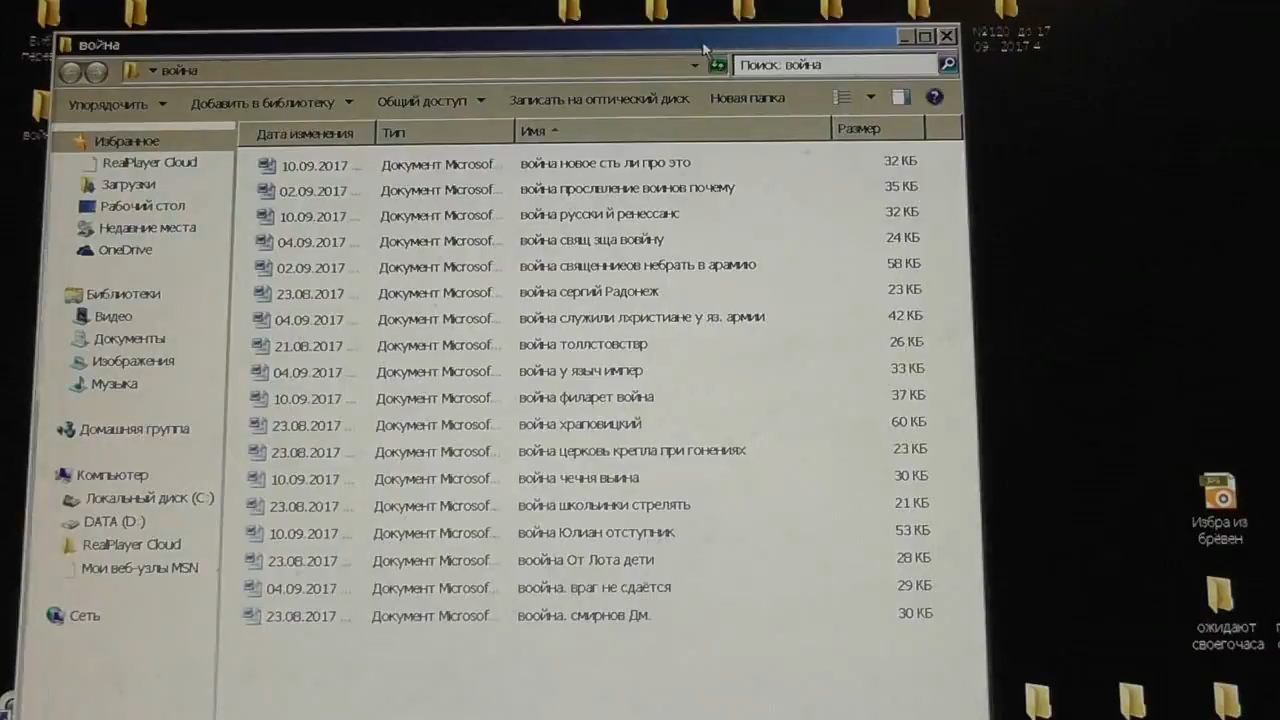 №2120 до 17
09. 2017 4
война
война
Поиск: война
Упорядочить Добавить в библиотеку Общий доступ Записать на оптический диск Новая папка
Дата изменения Тип Имя Размер
10.09.2017 ... Документ Microsof... война новое сть ли про это 32 КБ
02.09.2017 ... Документ Microsof... война прослвление воинов почему 35 КБ
10.09.2017 ... Документ Microsof... война русски й ренессанс 32 КБ
04.09.2017 ... Документ Microsof... война свящ зща вовйну 24 КБ
02.09.2017 ... Документ Microsof... война священниеов небрать в арамию 58 КБ
23.08.2017 ... Документ Microsof... война сергий Радонеж 23 КБ
04.09.2017 ... Документ Microsof... война служили лхристиане у яз. армии 42 КБ
21.08.2017 ... Документ Microsof... война толлстовствр 26 КБ
04.09.2017 ... Документ Microsof... война у языч импер 33 КБ
10.09.2017 ... Документ Microsof... война филарет война 37 КБ
23.08.2017 ... Документ Microsof... война храповицкий 60 КБ
23.08.2017 ... Документ Microsof... война церковь крепла при гонениях 23 КБ
10.09.2017 ... Документ Microsof... война чечня выина 30 КБ
23.08.2017 ... Документ Microsof... война школьинки стрелять 21 КБ
10.09.2017 ... Документ Microsof... война Юлиан отступник 53 КБ
23.08.2017 ... Документ Microsof... воойна От Лота дети 28 КБ
04.09.2017 ... Документ Microsof... воойна. враг не сдаётся 29 КБ
23.08.2017 ... Документ Microsof... воойна. смирнов Дм. 30 КБ
Избранное
RealPlayer Cloud
Загрузки
Рабочий стол
Недавние места
OneDrive
Библиотеки
Видео
Документы
Изображения
Музыка
Домашняя группа
Компьютер
Локальный диск (C:)
DATA (D:)
RealPlayer Cloud
Мои веб-узлы MSN
Сеть
Избра из
брёвен
ожидают
своегочаса